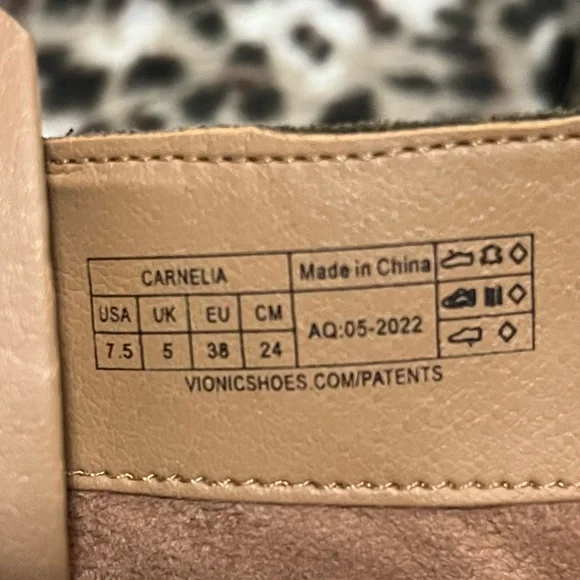 CARNELIA Made in China
USA UK EU CM
AQ:05-2022
7.5 5 38 24
VIONICSHOES.COM/PATENTS